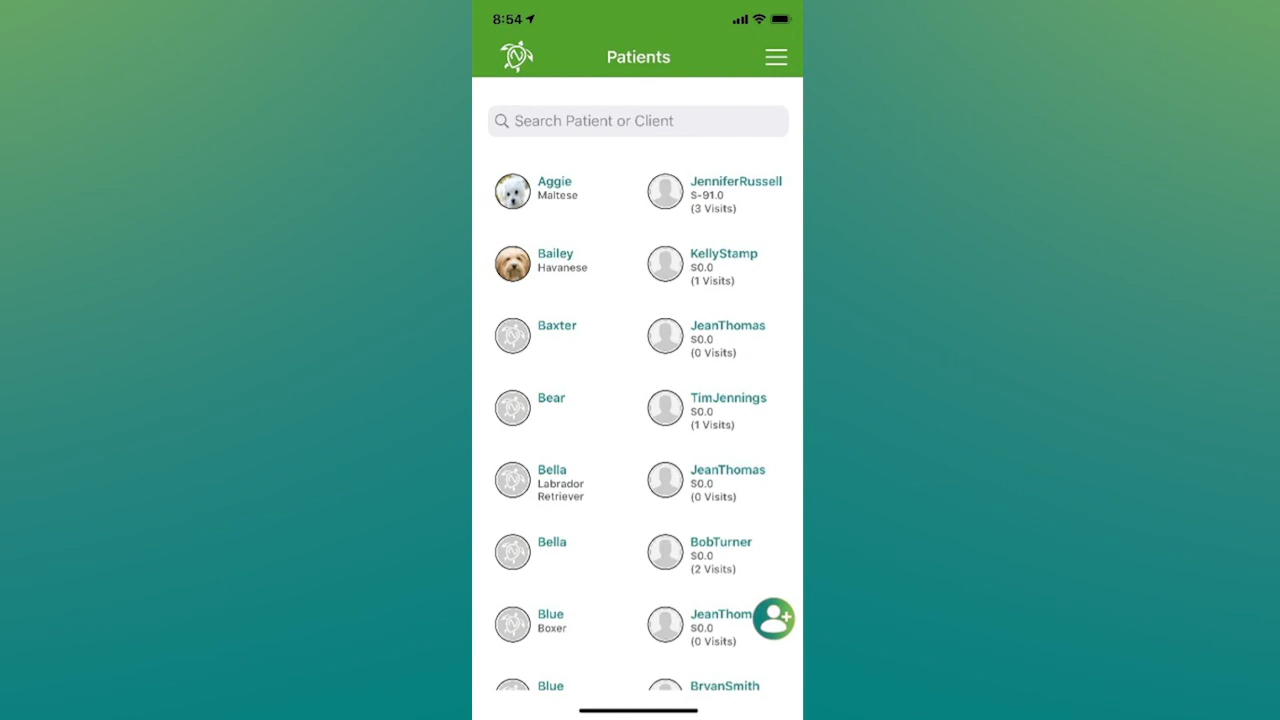 8:54
Patients
Search Patient or Client
Aggie
Maltese
JenniferRussell
$-91.0
(3 Visits)
Bailey
Havanese
KellyStamp
$0.0
(1 Visits)
Baxter
JeanThomas
$0.0
(0 Visits)
Bear
TimJennings
$0.0
(1 Visits)
Bella
Labrador
Retriever
JeanThomas
$0.0
(0 Visits)
Bella
BobTurner
$0.0
(2 Visits)
Blue
Boxer
JeanThom
$0.0
(0 Visits)
Blue
BryanSmith